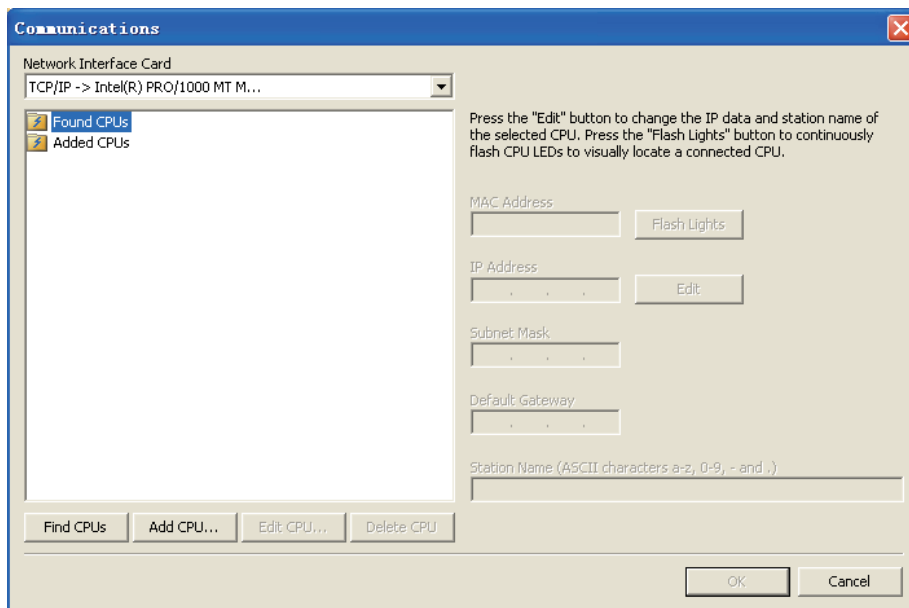 Communications
Network Interface Card
TCP/IP -> Intel(R) PRO/1000 MT M...
Found CPUs
Added CPUs
Press the "Edit" button to change the IP data and station name of
the selected CPU. Press the "Flash Lights" button to continuously
flash CPU LEDs to visually locate a connected CPU.
MAC Address
Flash Lights
IP Address
. . .
Edit
Subnet Mask
. . .
Default Gateway
. . .
Station Name (ASCII characters a-z, 0-9, - and .)
Find CPUs
Add CPU...
Edit CPU...
Delete CPU
OK
Cancel